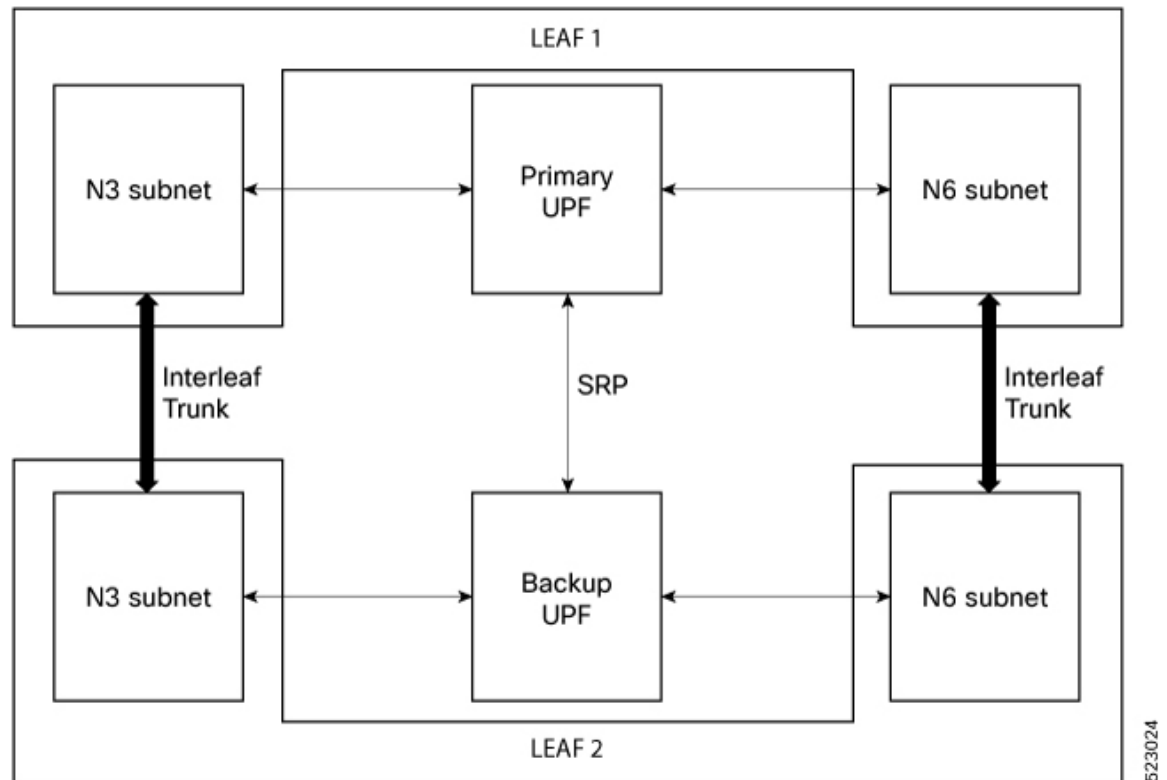 LEAF 1
N3 subnet
Primary
UPF
N6 subnet
Interleaf
Trunk
SRP
Interleaf
Trunk
N3 subnet
Backup
UPF
N6 subnet
LEAF 2
523024